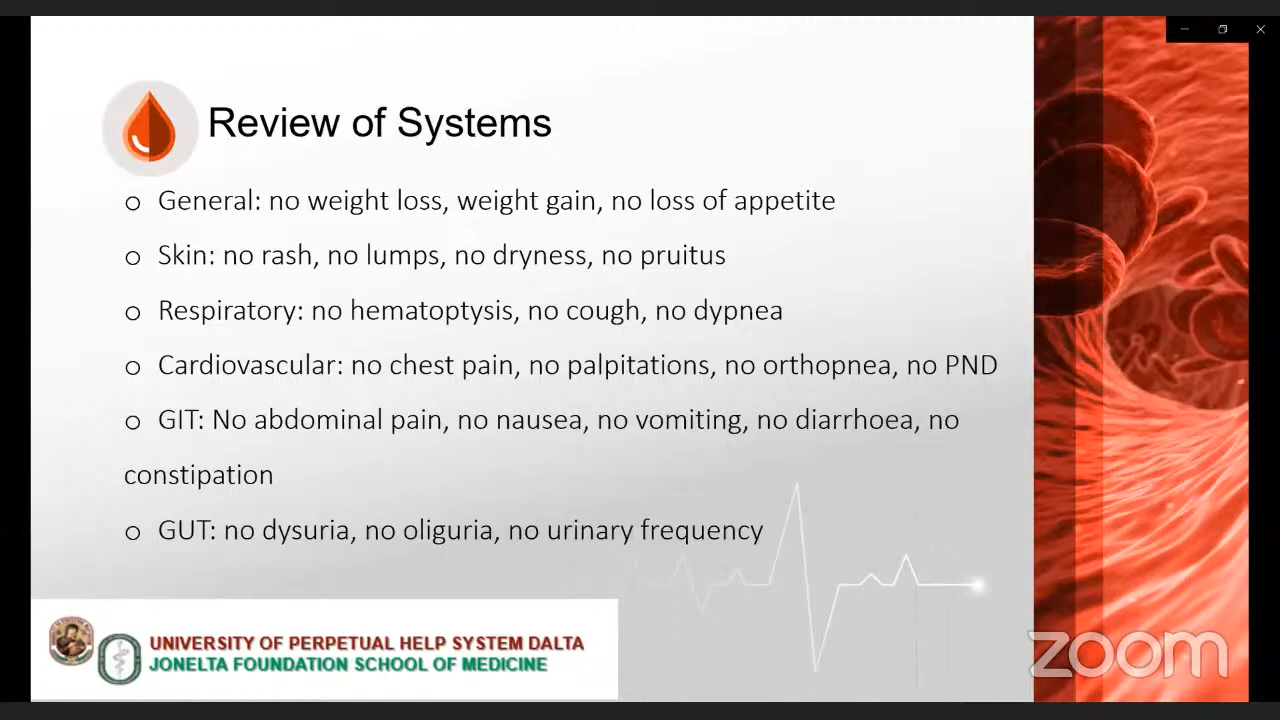 Review of Systems
o General: no weight loss, weight gain, no loss of appetite
o Skin: no rash, no lumps, no dryness, no pruitus
o Respiratory: no hematoptysis, no cough, no dypnea
o Cardiovascular: no chest pain, no palpitations, no orthopnea, no PND
o GIT: No abdominal pain, no nausea, no vomiting, no diarrhoea, no
constipation
o GUT: no dysuria, no oliguria, no urinary frequency
UNIVERSITY OF PERPETUAL HELP SYSTEM DALTA
JONELTA FOUNDATION SCHOOL OF MEDICINE
zoom